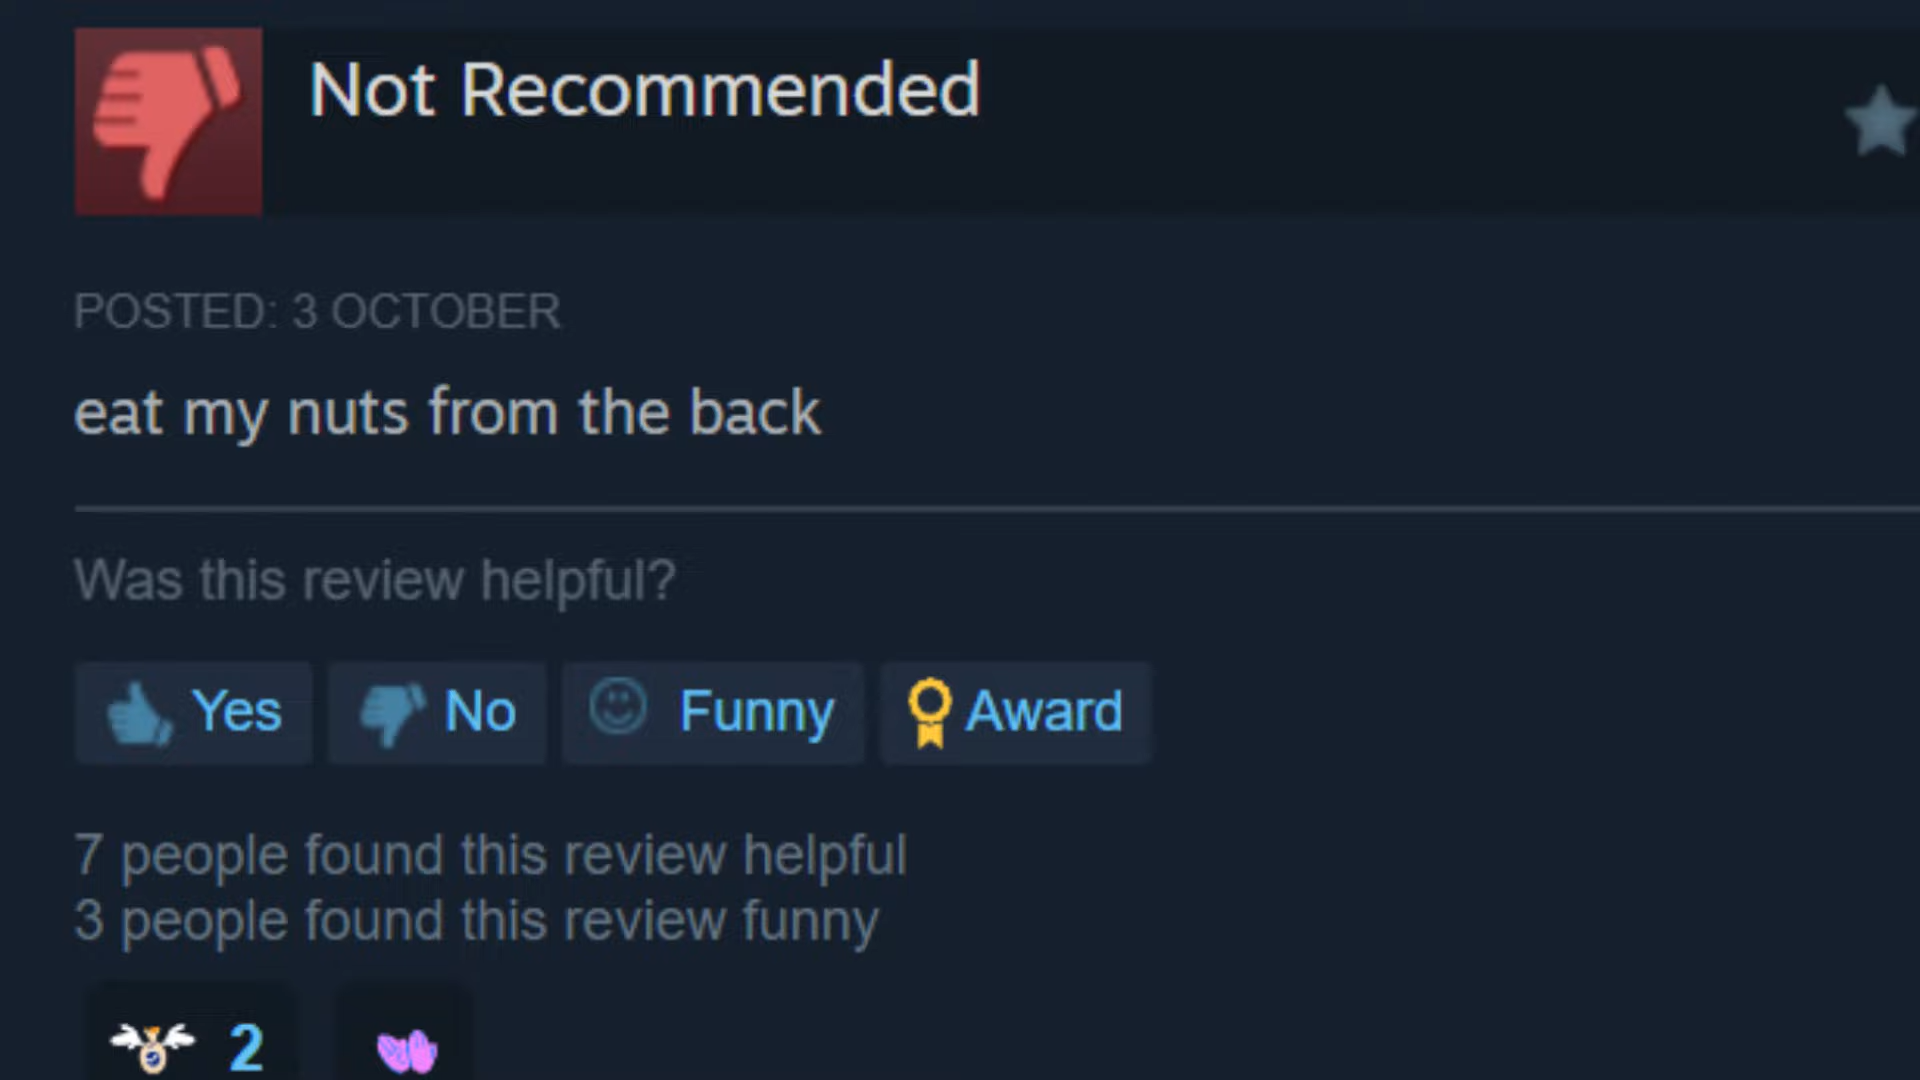 Not Recommended
POSTED: 3 OCTOBER
eat my nuts from the back
Was this review helpful?
Yes No Funny Award
7 people found this review helpful
3 people found this review funny
2